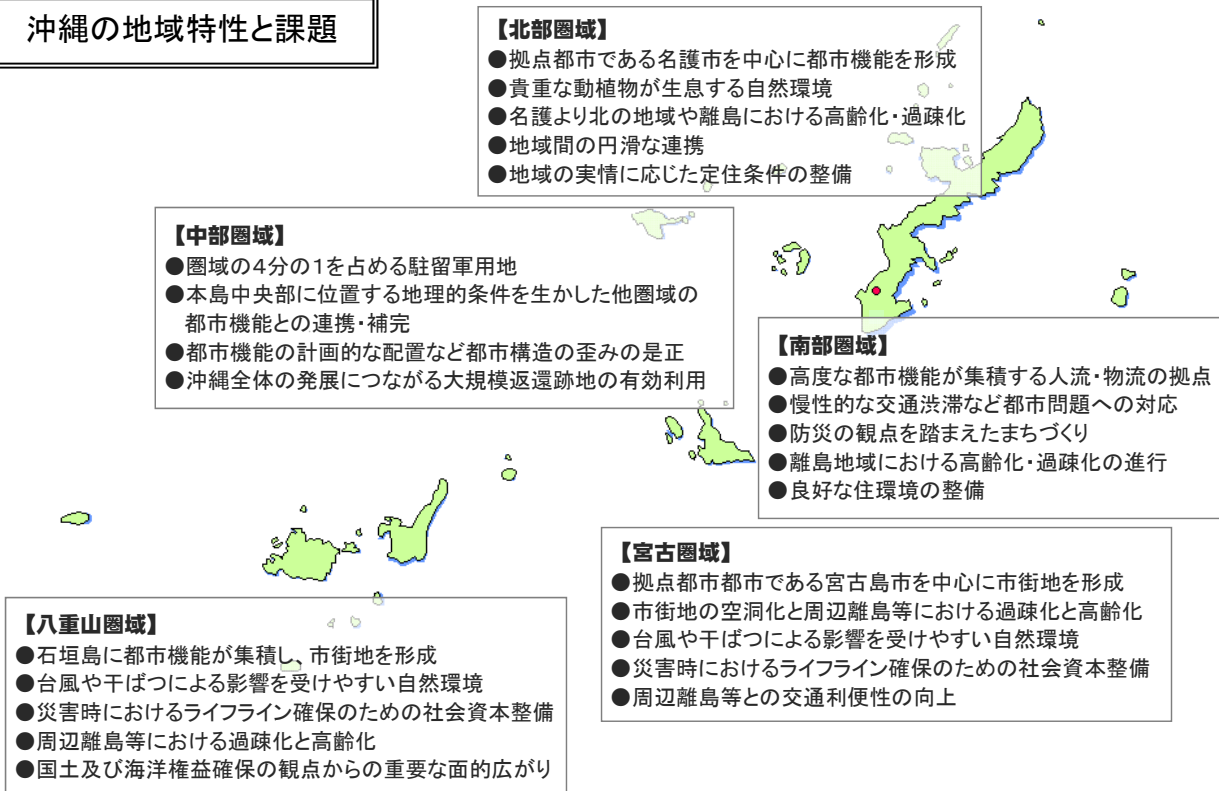 沖縄の地域特性と課題
【北部圏域】
●拠点都市である名護市を中心に都市機能を形成
●貴重な動植物が生息する自然環境
●名護より北の地域や離島における高齢化・過疎化
●地域間の円滑な連携
●地域の実情に応じた定住条件の整備
【中部圏域】
●圏域の4分の1を占める駐留軍用地
●本島中央部に位置する地理的条件を生かした他圏域の
都市機能との連携・補完
●都市機能の計画的な配置など都市構造の歪みの是正
●沖縄全体の発展につながる大規模返還跡地の有効利用
【南部圏域】
●高度な都市機能が集積する人流・物流の拠点
●慢性的な交通渋滞など都市問題への対応
●防災の観点を踏まえたまちづくり
●離島地域における高齢化・過疎化の進行
●良好な住環境の整備
【宮古圏域】
●拠点都市都市である宮古島市を中心に市街地を形成
●市街地の空洞化と周辺離島等における過疎化と高齢化
●台風や干ばつによる影響を受けやすい自然環境
●災害時におけるライフライン確保のための社会資本整備
●周辺離島等との交通利便性の向上
【八重山圏域】
●石垣島に都市機能が集積し、市街地を形成
●台風や干ばつによる影響を受けやすい自然環境
●災害時におけるライフライン確保のための社会資本整備
●周辺離島等における過疎化と高齢化
●国土及び海洋権益確保の観点からの重要な面的広がり